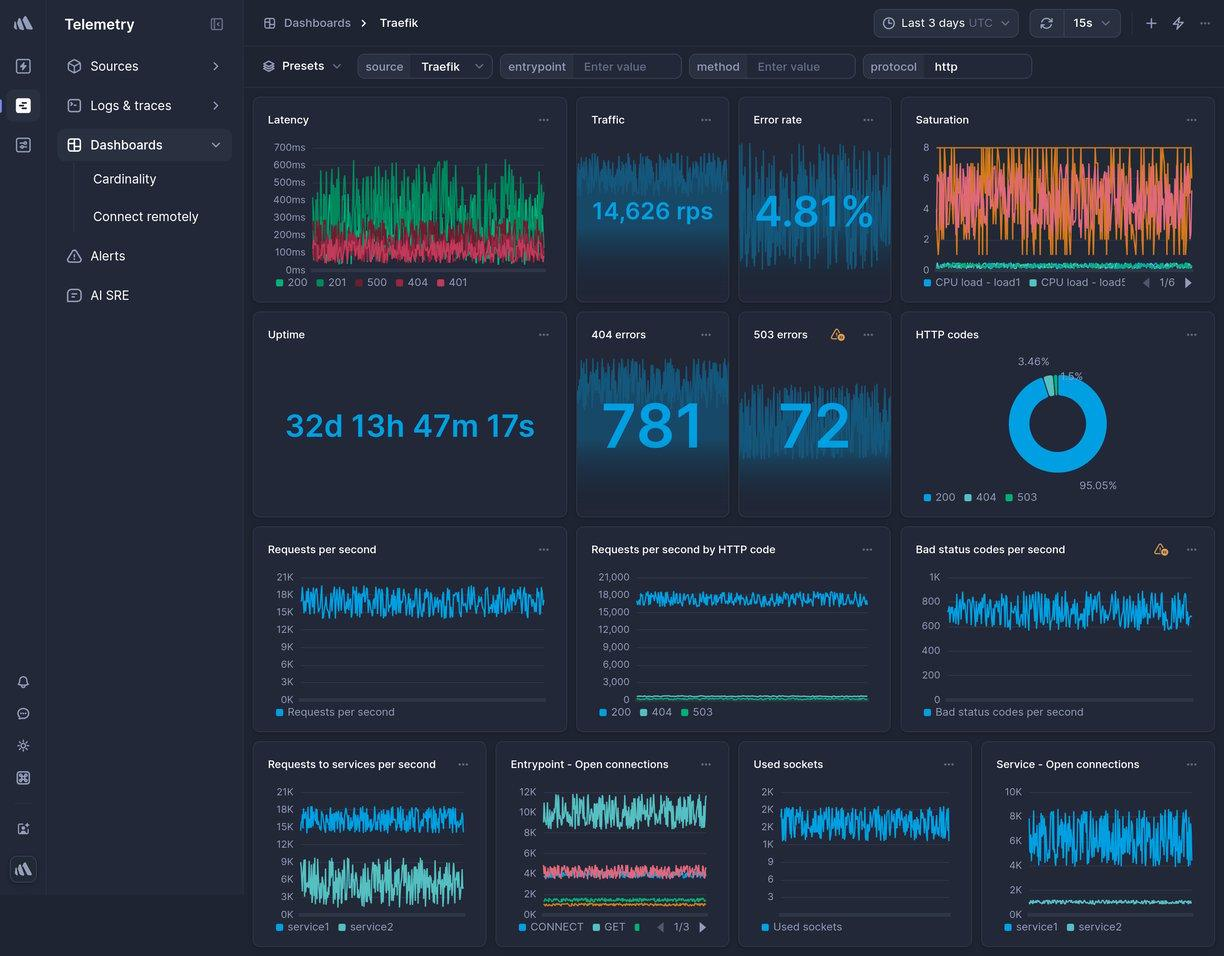 Telemetry
Sources
Logs & traces
Dashboards
Cardinality
Connect remotely
Alerts
AI SRE
Dashboards Traefik
Last 3 days UTC
15s
Presets
source Traefik
entrypoint Enter value
method Enter value
protocol http
Latency
700ms
600ms
500ms
400ms
300ms
200ms
100ms
0ms
200 201 500 404 401
Traffic
14,626 rps
Error rate
4.81%
Saturation
8
6
4
2
0
CPU load - load1 CPU load - load5 1/6
Uptime
32d 13h 47m 17s
404 errors
781
503 errors
72
HTTP codes
3.46%
1.5%
95.05%
200 404 503
Requests per second
21K
18K
15K
12K
9K
6K
3K
0K
Requests per second
Requests per second by HTTP code
21,000
18,000
15,000
12,000
9,000
6,000
3,000
0
200 404 503
Bad status codes per second
1K
800
600
400
200
0
Bad status codes per second
Requests to services per second
21K
18K
15K
12K
9K
6K
3K
0K
service1 service2
Entrypoint - Open connections
12K
10K
8K
6K
4K
2K
0K
CONNECT GET 1/3
Used sockets
2K
2K
2K
1K
9
6
3
Used sockets
Service - Open connections
10K
8K
6K
4K
2K
0K
service1 service2